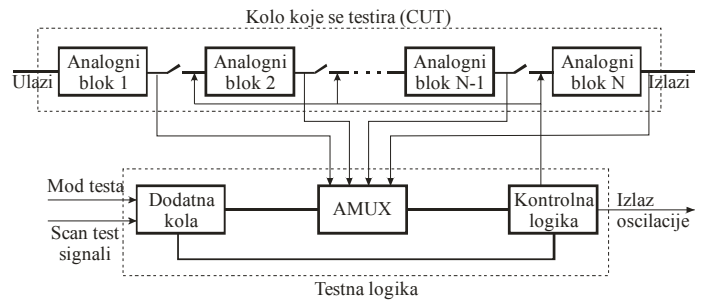 Kolo koje se testira (CUT)
Analogni
blok 1
Analogni
blok 2
Analogni
blok N-1
Analogni
blok N
Ulazi
Izlazi
Mod testa
Scan test
signali
Dodatna
kola
AMUX
Kontrolna
logika
Izlaz
oscilacije
Testna logika